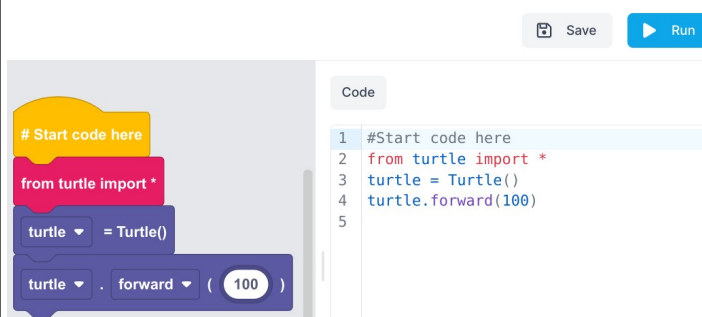 Save
Run
# Start code here
from turtle import *
turtle = Turtle()
turtle . forward ( 100 )
Code
1 #Start code here
2 from turtle import *
3 turtle = Turtle()
4 turtle.forward(100)
5